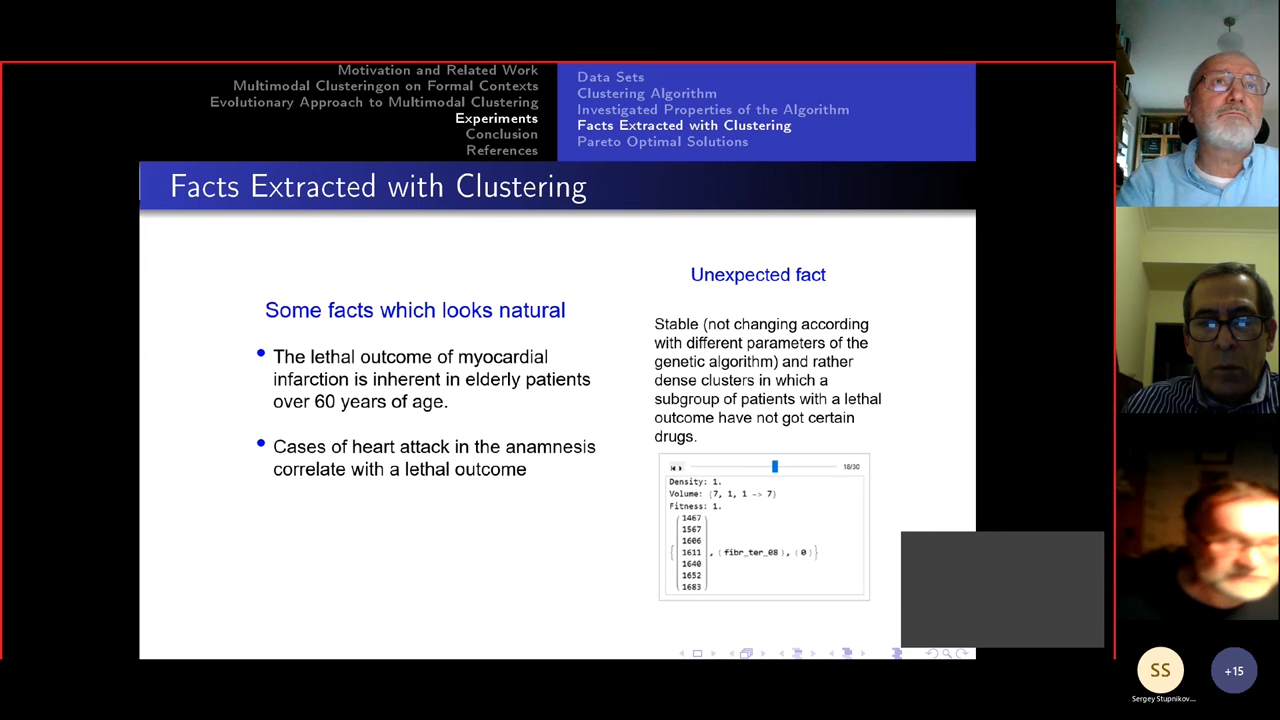 Motivation and Related Work
Multimodal Clusteringon on Formal Contexts
Evolutionary Approach to Multimodal Clustering
Experiments
Conclusion
References
Data Sets
Clustering Algorithm
Investigated Properties of the Algorithm
Facts Extracted with Clustering
Pareto Optimal Solutions
Facts Extracted with Clustering
Some facts which looks natural
• The lethal outcome of myocardial
infarction is inherent in elderly patients
over 60 years of age.
• Cases of heart attack in the anamnesis
correlate with a lethal outcome
Unexpected fact
Stable (not changing according
with different parameters of the
genetic algorithm) and rather
dense clusters in which a
subgroup of patients with a lethal
outcome have not got certain
drugs.
18/30
Density: 1.
Volume: {7, 1, 1 -> 7}
Fitness: 1.
1467
1567
1606
{ 1611 , ( fibr_ter_08 ), ( 0 ) }
1640
1652
1683
SS
+15
Sergey Stupnikov...